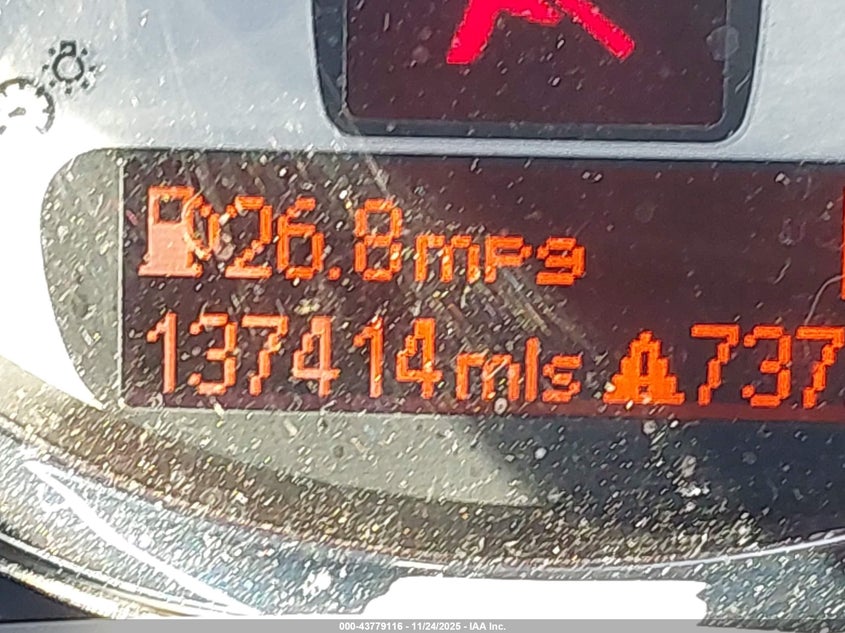 26.8mpg
137414mls 737
000-43779116 - 11/24/2025 - IAA Inc.